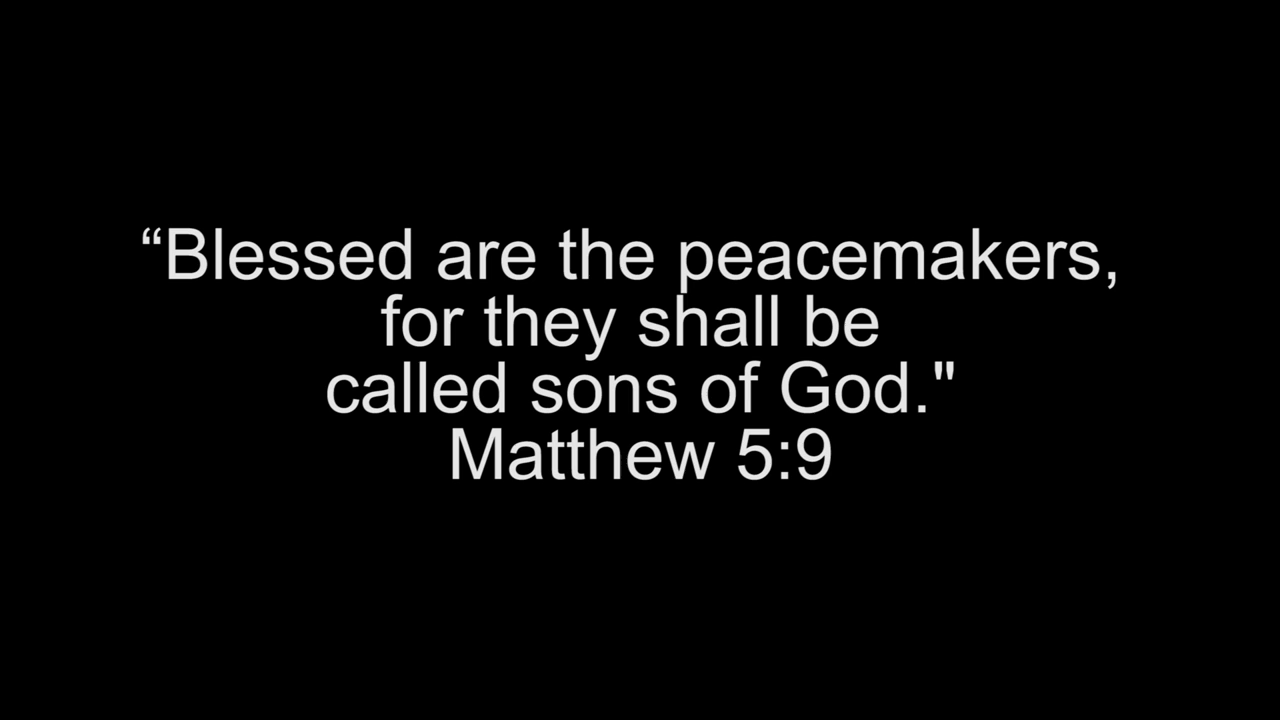 “Blessed are the peacemakers,
for they shall be
called sons of God."
Matthew 5:9